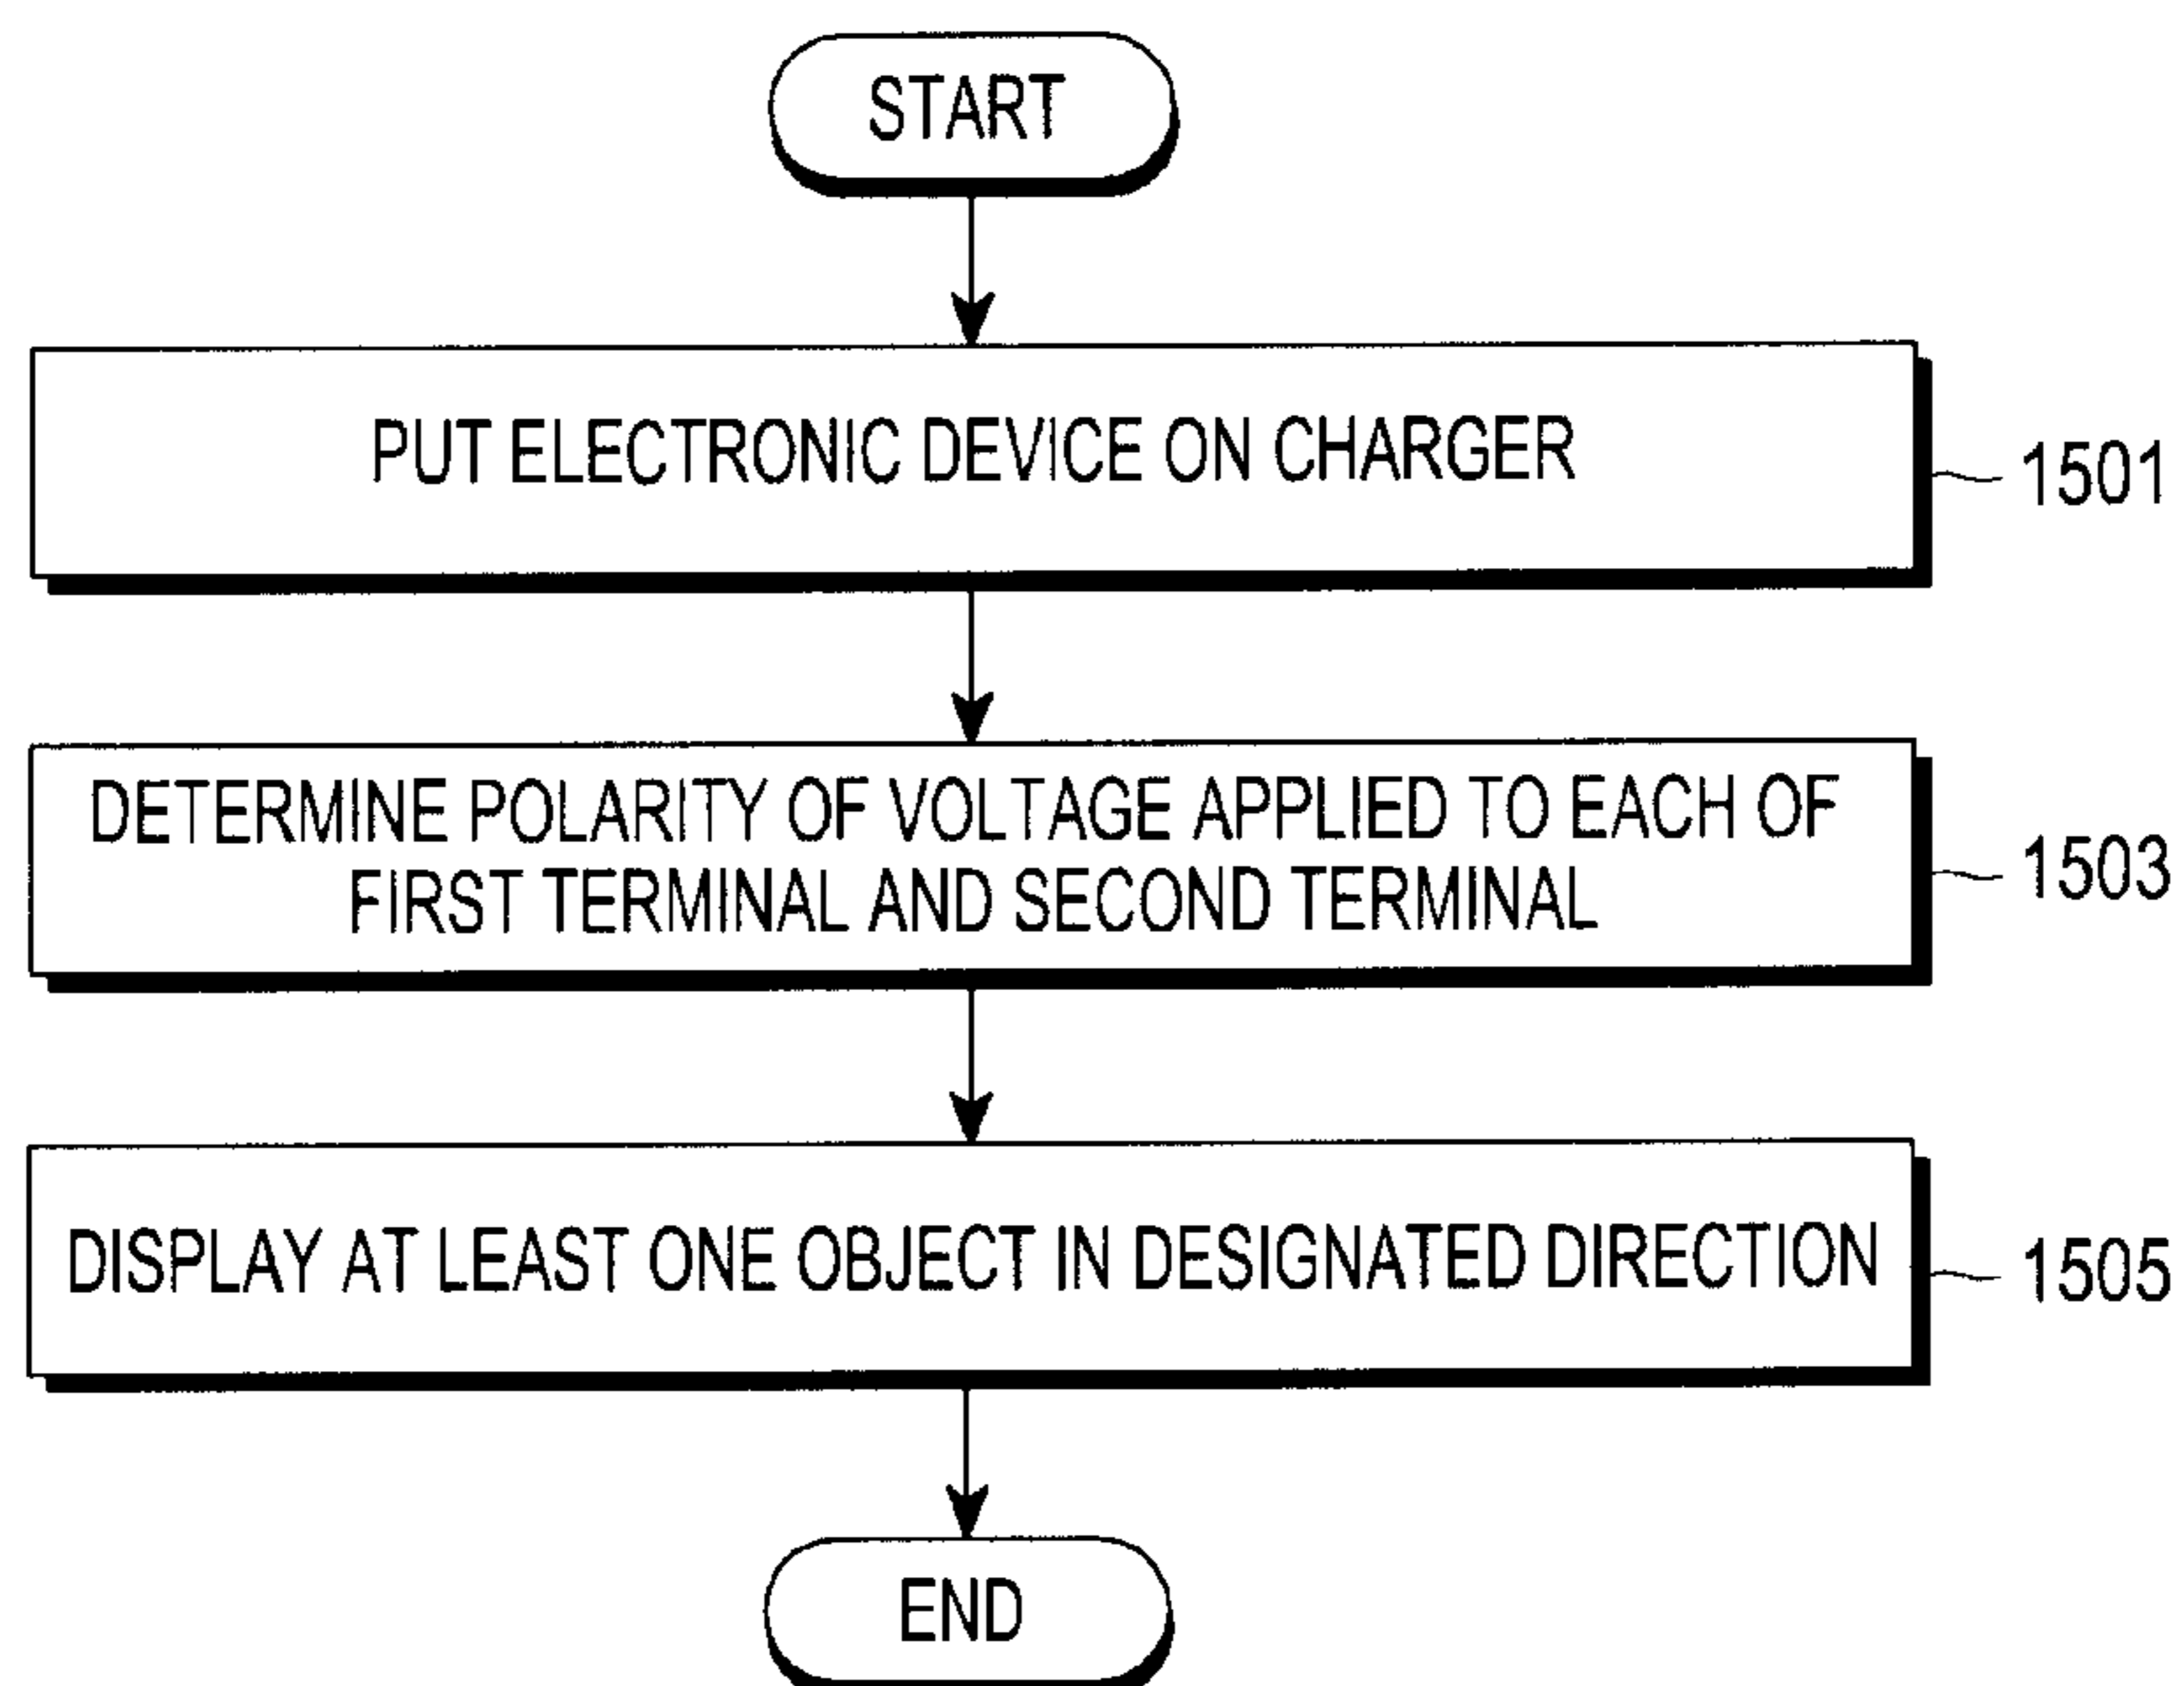 START
PUT ELECTRONIC DEVICE ON CHARGER
1501
DETERMINE POLARITY OF VOLTAGE APPLIED TO EACH OF
FIRST TERMINAL AND SECOND TERMINAL
1503
DISPLAY AT LEAST ONE OBJECT IN DESIGNATED DIRECTION
1505
END